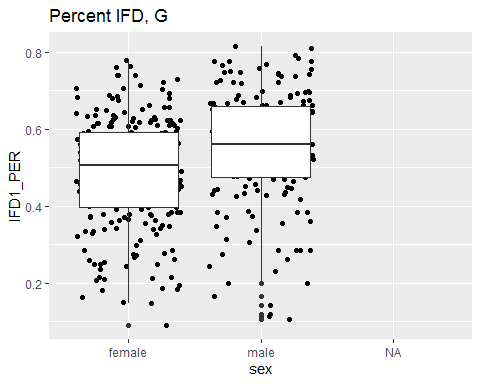 Percent IFD, G
IFD1_PER
0.8
0.6
0.4
0.2
female
male
NA
sex